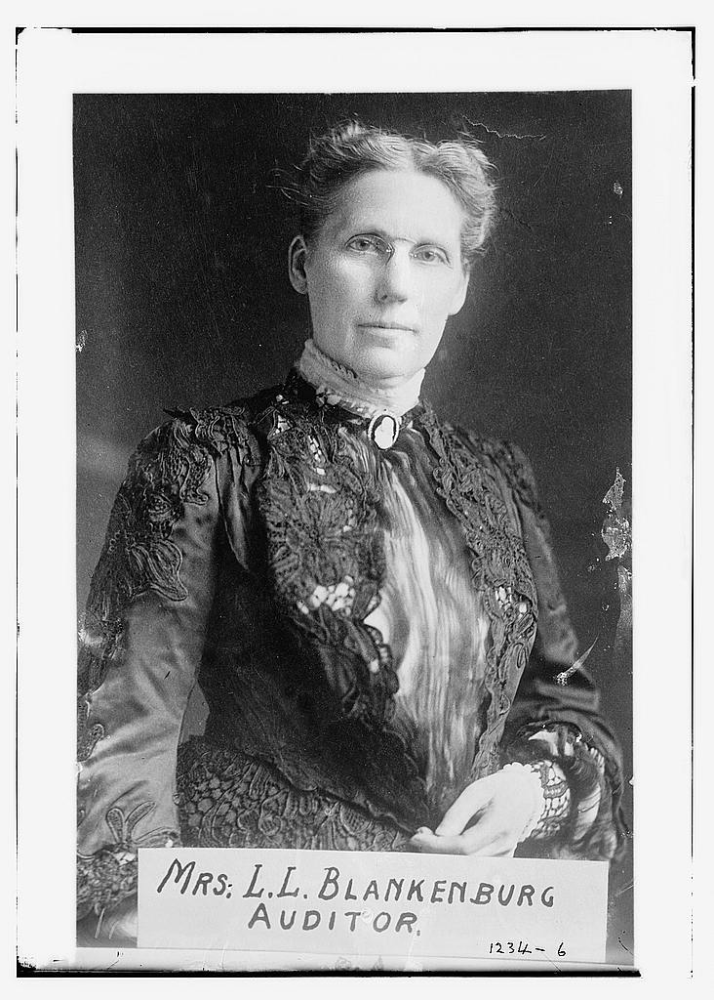 MRS. L.L. BLANKENBURG
AUDITOR.
1234-6